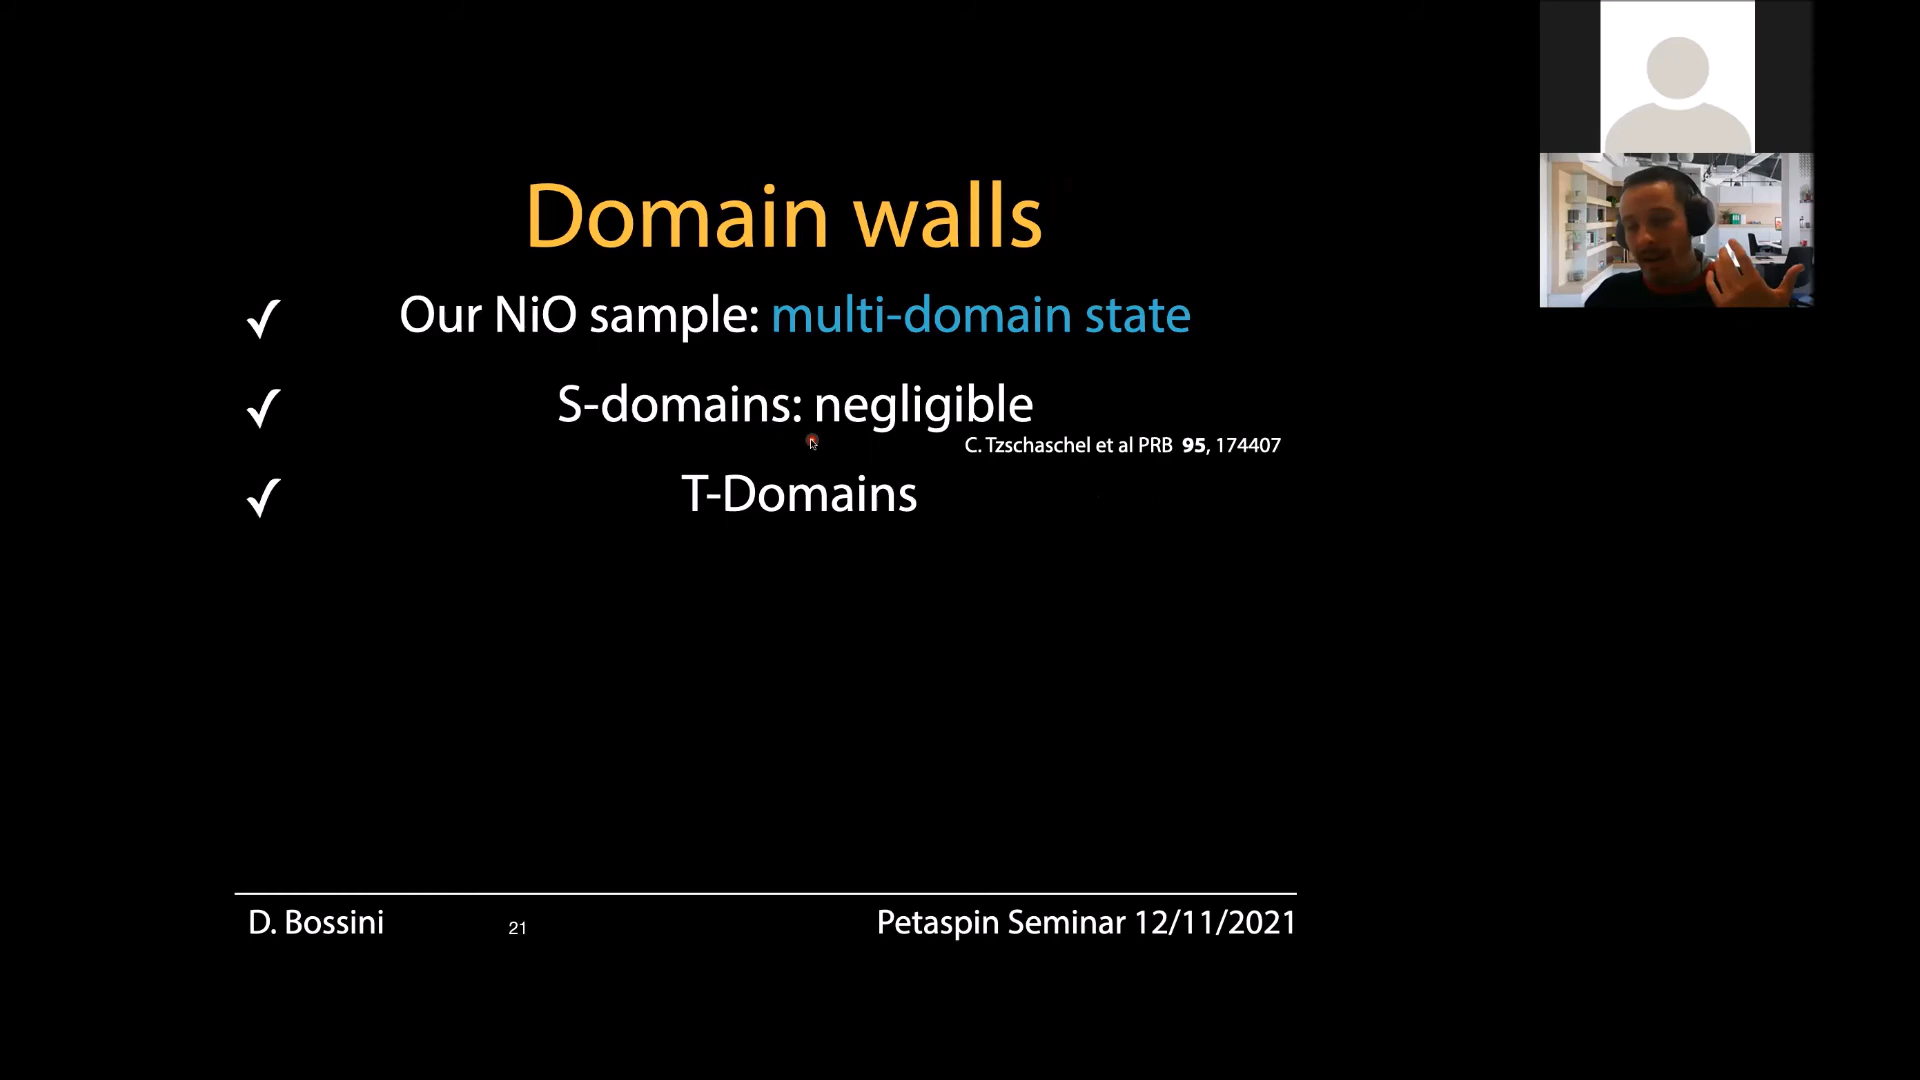 Domain walls
✓ Our NiO sample: multi-domain state
✓ S-domains: negligible
C. Tzschaschel et al PRB 95, 174407
✓ T-Domains
D. Bossini 21 Petaspin Seminar 12/11/2021